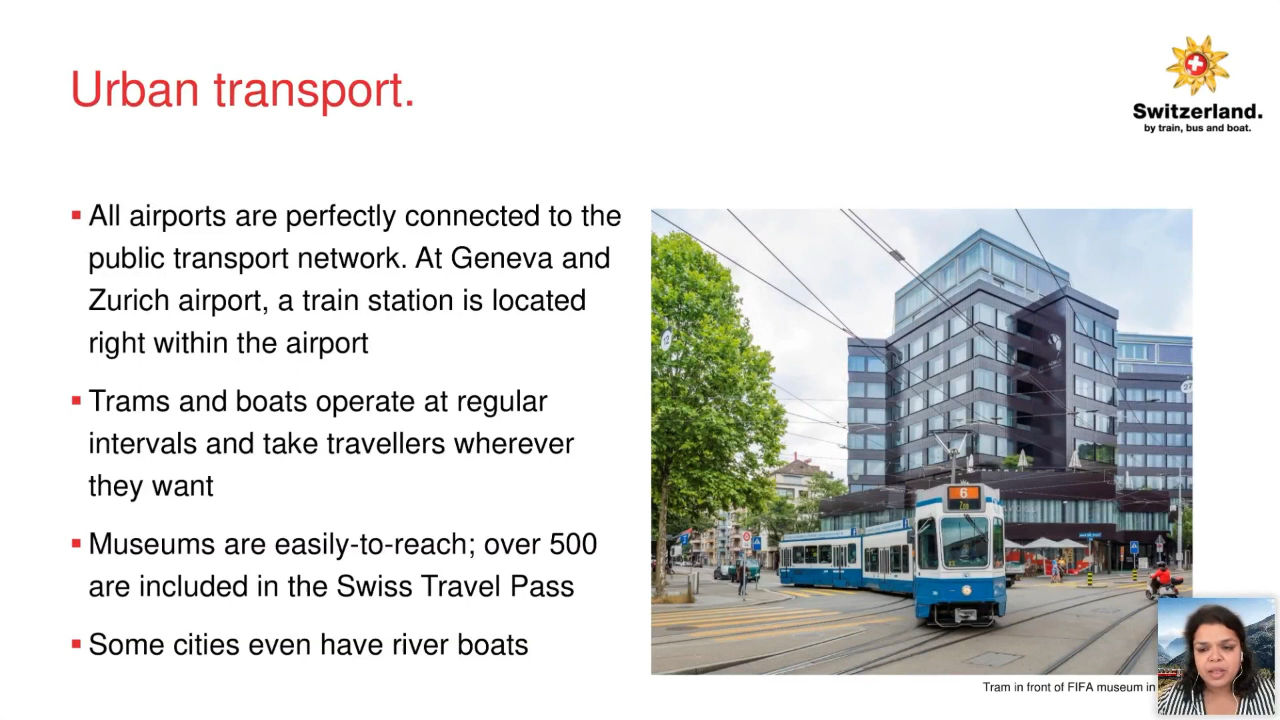 Urban transport.
Switzerland.
by train, bus and boat.
▪ All airports are perfectly connected to the
public transport network. At Geneva and
Zurich airport, a train station is located
right within the airport
▪ Trams and boats operate at regular
intervals and take travellers wherever
they want
▪ Museums are easily-to-reach; over 500
are included in the Swiss Travel Pass
▪ Some cities even have river boats
12
27
6
Zoo
Tram in front of FIFA museum in